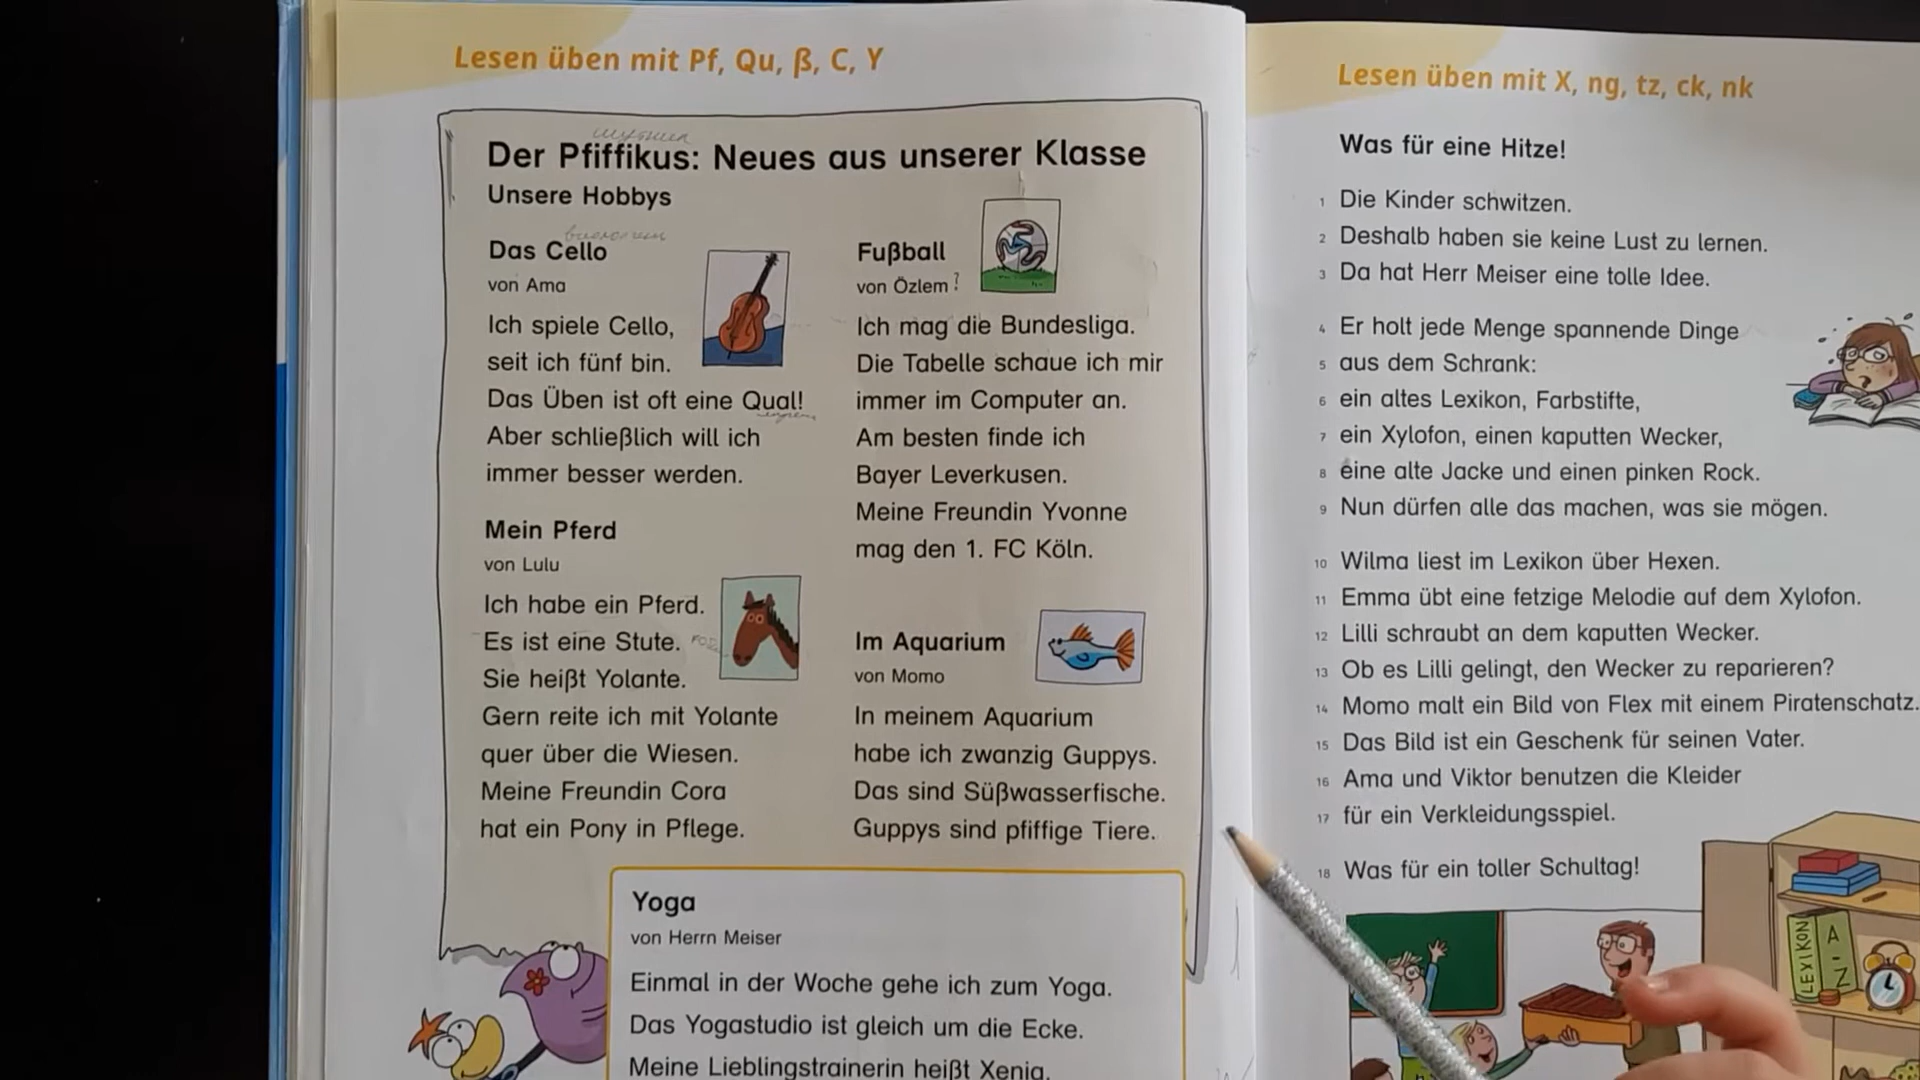 Lesen üben mit Pf, Qu, ß, C, Y
Der Pfiffikus: Neues aus unserer Klasse
Unsere Hobbys
Das Cello
von Ama
Ich spiele Cello,
seit ich fünf bin.
Das Üben ist oft eine Qual!
Aber schließlich will ich
immer besser werden.
Mein Pferd
von Lulu
Ich habe ein Pferd.
Es ist eine Stute.
Sie heißt Yolante.
Gern reite ich mit Yolante
quer über die Wiesen.
Meine Freundin Cora
hat ein Pony in Pflege.
Fußball
von Özlem ?
Ich mag die Bundesliga.
Die Tabelle schaue ich mir
immer im Computer an.
Am besten finde ich
Bayer Leverkusen.
Meine Freundin Yvonne
mag den 1. FC Köln.
Im Aquarium
von Momo
In meinem Aquarium
habe ich zwanzig Guppys.
Das sind Süßwasserfische.
Guppys sind pfiffige Tiere.
Yoga
von Herrn Meiser
Einmal in der Woche gehe ich zum Yoga.
Das Yogastudio ist gleich um die Ecke.
Meine Lieblingstrainerin heißt Xenia.
Lesen üben mit X, ng, tz, ck, nk
Was für eine Hitze!
1 Die Kinder schwitzen.
2 Deshalb haben sie keine Lust zu lernen.
3 Da hat Herr Meiser eine tolle Idee.
4 Er holt jede Menge spannende Dinge
5 aus dem Schrank:
6 ein altes Lexikon, Farbstifte,
7 ein Xylofon, einen kaputten Wecker,
8 eine alte Jacke und einen pinken Rock.
9 Nun dürfen alle das machen, was sie mögen.
10 Wilma liest im Lexikon über Hexen.
11 Emma übt eine fetzige Melodie auf dem Xylofon.
12 Lilli schraubt an dem kaputten Wecker.
13 Ob es Lilli gelingt, den Wecker zu reparieren?
14 Momo malt ein Bild von Flex mit einem Piratenschatz.
15 Das Bild ist ein Geschenk für seinen Vater.
16 Ama und Viktor benutzen die Kleider
17 für ein Verkleidungsspiel.
18 Was für ein toller Schultag!
LEXIKON
A
-
Z